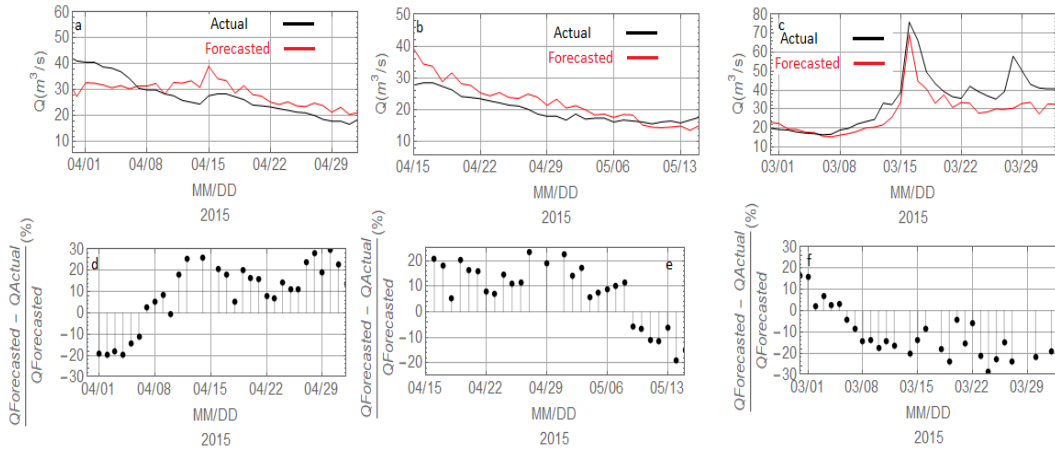 a
Actual
Forecasted
Q(m³/s)
60
50
40
30
20
10
04/01 04/08 04/15 04/22 04/29
MM/DD
2015
b
Actual
Forecasted
Q(m³/s)
50
40
30
20
10
04/15 04/22 04/29 05/06 05/13
MM/DD
2015
c
Actual
Forecasted
Q(m³/s)
80
70
60
50
40
30
20
03/01 03/08 03/15 03/22 03/29
MM/DD
2015
d
QForecasted - QActual (%)
QForecasted
30
20
10
0
-10
-20
-30
04/01 04/08 04/15 04/22 04/29
MM/DD
2015
e
QForecasted - QActual (%)
QForecasted
30
20
10
0
-10
-20
-30
04/15 04/22 04/29 05/06 05/13
MM/DD
2015
f
QForecasted - QActual (%)
QForecasted
30
20
10
0
-10
-20
-30
03/01 03/08 03/15 03/22 03/29
MM/DD
2015